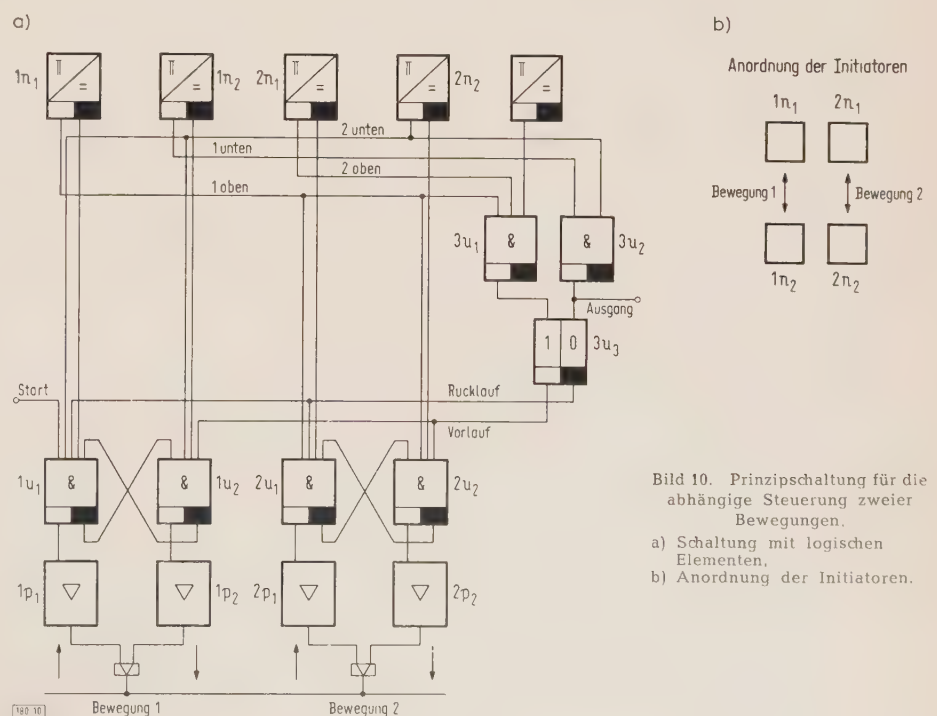 a)
b)
1n₁
1n₂
2n₁
2n₂
Π =
Π =
Π =
Π =
Π =
2 unten
1 unten
2 oben
1 oben
3u₁
&
&
3u₂
Ausgang
1 0
3u₃
Start
Rucklauf
Vorlauf
1u₁
&
&
1u₂
2u₁
&
&
2u₂
1p₁
1p₂
2p₁
2p₂
Bewegung 1
Bewegung 2
190 10
Anordnung der Initiatoren
1n₁
2n₁
Bewegung 1
Bewegung 2
1n₂
2n₂
Bild 10. Prinzipschaltung für die
abhängige Steuerung zweier
Bewegungen.
a) Schaltung mit logischen
Elementen,
b) Anordnung der Initiatoren.